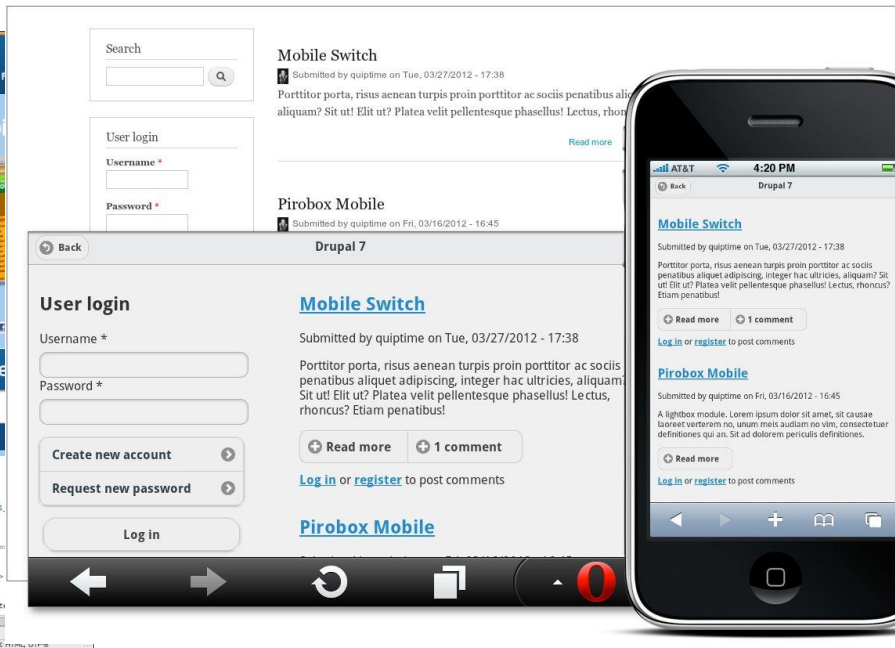 Search
User login
Username *
Password *
Mobile Switch
Submitted by quiptime on Tue, 03/27/2012 - 17:38
Porttitor porta, risus aenean turpis proin porttitor ac sociis penatibus
aliquam? Sit ut! Elit ut? Platea velit pellentesque phasellus! Lectus,
Read more
Pirobox Mobile
Submitted by quiptime on Fri, 03/16/2012 - 16:45
Back
Drupal 7
User login
Username *
Password *
Create new account
Request new password
Log in
Mobile Switch
Submitted by quiptime on Tue, 03/27/2012 - 17:38
Porttitor porta, risus aenean turpis proin porttitor ac sociis
penatibus aliquet adipiscing, integer hac ultricies, aliquam?
Sit ut! Elit ut? Platea velit pellentesque phasellus! Lectus,
rhoncus? Etiam penatibus!
Read more
1 comment
Log in or register to post comments
Pirobox Mobile
AT&T
4:20 PM
Back
Drupal 7
Mobile Switch
Submitted by quiptime on Tue, 03/27/2012 - 17:38
Porttitor porta, risus aenean turpis proin porttitor ac sociis
penatibus aliquet adipiscing, integer hac ultricies, aliquam? Sit
ut! Elit ut? Platea velit pellentesque phasellus! Lectus, rhoncus?
Etiam penatibus!
Read more
1 comment
Log in or register to post comments
Pirobox Mobile
Submitted by quiptime on Fri, 03/16/2012 - 16:45
A lightbox module. Lorem ipsum dolor sit amet, sit causae
laoreet verterem no, unum meis audiam no vim, consectetuer
definitiones qui an. Sit ad dolorem periculis definitiones.
Read more
Log in or register to post comments